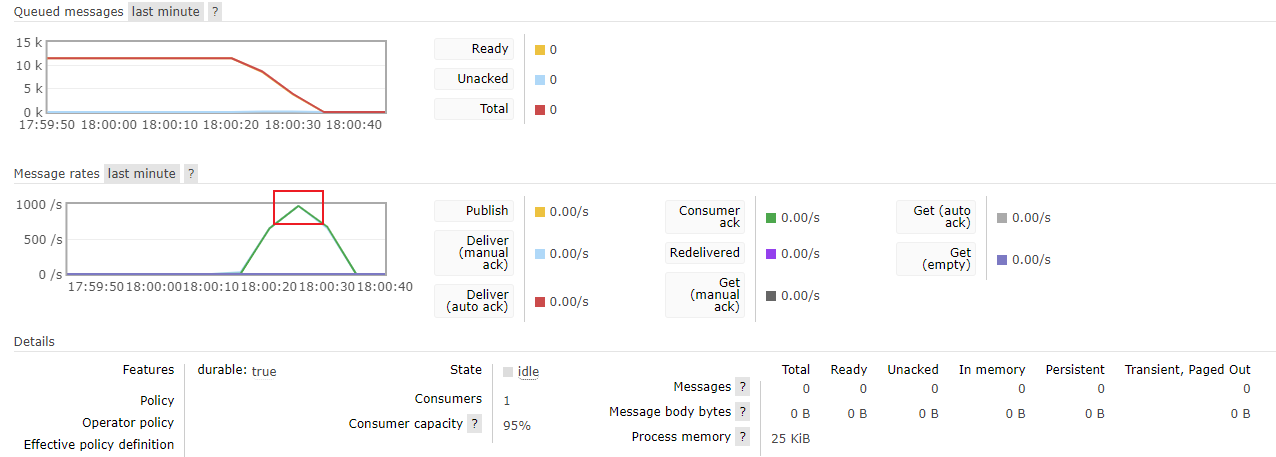 Queued messages last minute ?
15 k
10 k
5 k
0 k
17:59:50 18:00:00 18:00:10 18:00:20 18:00:30 18:00:40
Ready 0
Unacked 0
Total 0
Message rates last minute ?
1000 /s
500 /s
0 /s
17:59:50 18:00:00 18:00:10 18:00:20 18:00:30 18:00:40
Publish 0.00/s
Deliver
(manual 0.00/s
ack)
Deliver
(auto ack) 0.00/s
Consumer
ack 0.00/s
Redelivered 0.00/s
Get
(manual 0.00/s
ack)
Get (auto
ack) 0.00/s
Get
(empty) 0.00/s
Details
Features durable: true
Policy
Operator policy
Effective policy definition
State idle
Consumers 1
Consumer capacity ? 95%
Total Ready Unacked In memory Persistent Transient, Paged Out
Messages ? 0 0 0 0 0 0
Message body bytes ? 0 B 0 B 0 B 0 B 0 B 0 B
Process memory ? 25 KiB